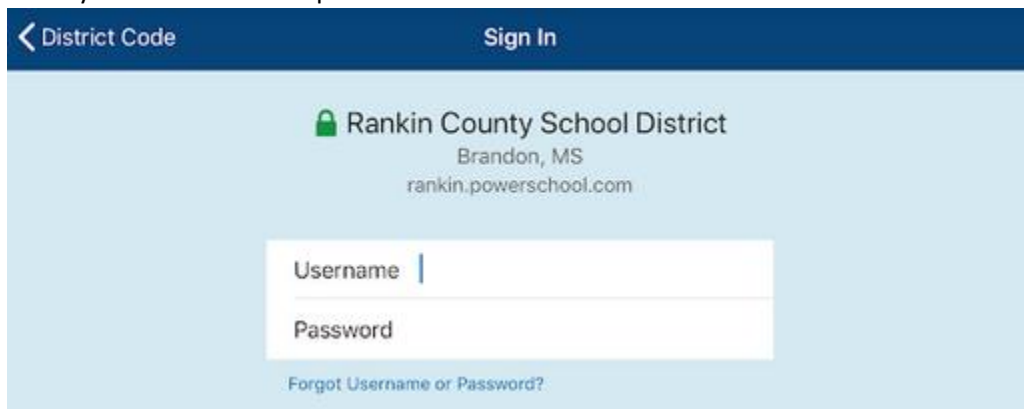 District Code
Sign In
Rankin County School District
Brandon, MS
rankin.powerschool.com
Username
Password
Forgot Username or Password?